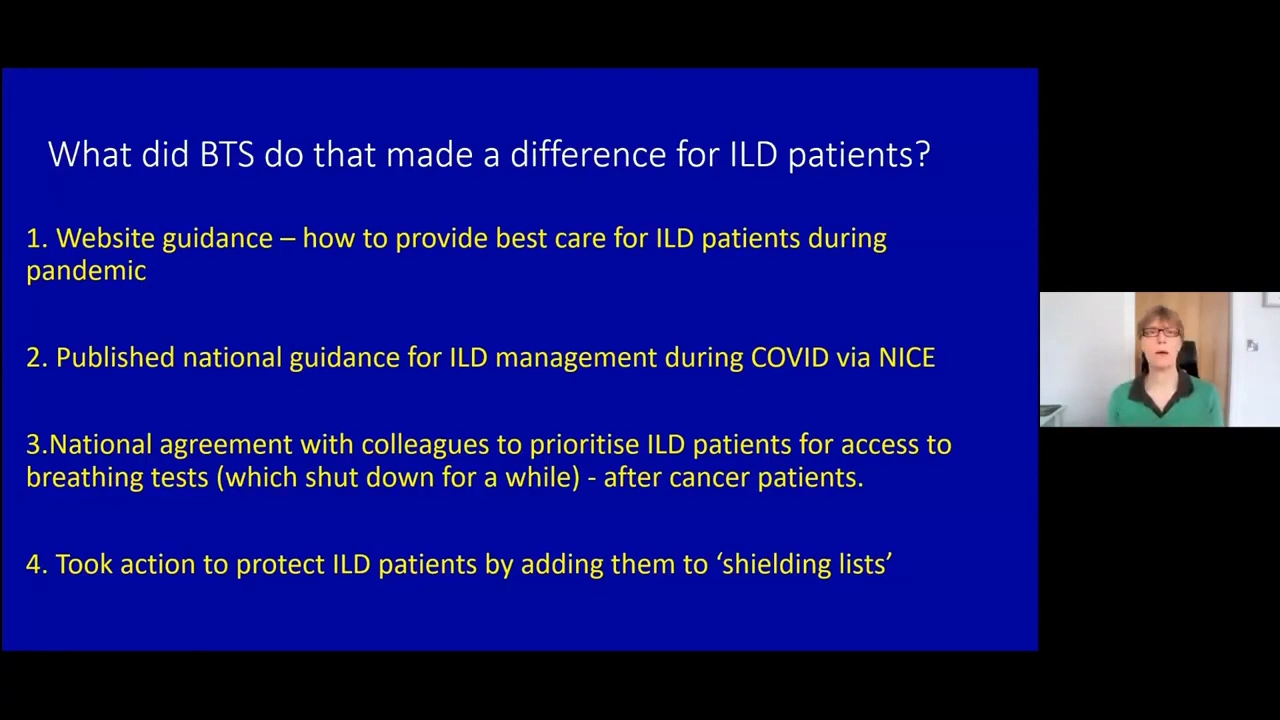 What did BTS do that made a difference for ILD patients?
1. Website guidance – how to provide best care for ILD patients during
pandemic
2. Published national guidance for ILD management during COVID via NICE
3.National agreement with colleagues to prioritise ILD patients for access to
breathing tests (which shut down for a while) - after cancer patients.
4. Took action to protect ILD patients by adding them to ‘shielding lists’